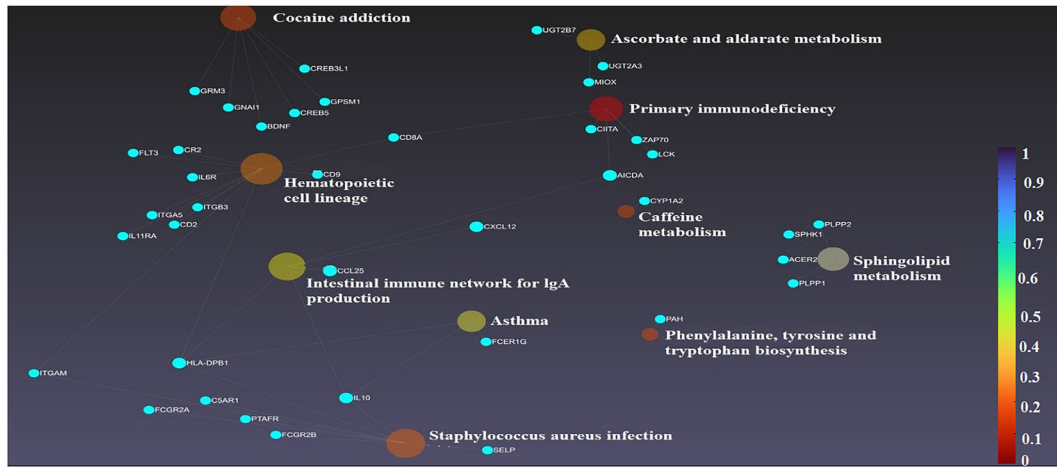 Cocaine addiction
UGT2B7
Ascorbate and aldarate metabolism
UGT2A3
MIOX
CREB3L1
GRM3
GPSM1
GNAI1
CREB5
BDNF
Primary immunodeficiency
CIITA
CD8A
ZAP70
LCK
CR2
FLT3
IL6R
CD9
Hematopoietic
cell lineage
AICDA
CYP1A2
Caffeine
metabolism
ITGB3
ITGA5
CD2
IL11RA
CXCL12
PLPP2
SPHK1
ACER2
PLPP1
Sphingolipid
metabolism
CCL25
Intestinal immune network for IgA
production
Asthma
FCER1G
PAH
Phenylalanine, tyrosine and
tryptophan biosynthesis
HLA-DPB1
ITGAM
C5AR1
FCGR2A
PTAFR
FCGR2B
IL10
Staphylococcus aureus infection
SELP
1
0.9
0.8
0.7
0.6
0.5
0.4
0.3
0.2
0.1
0